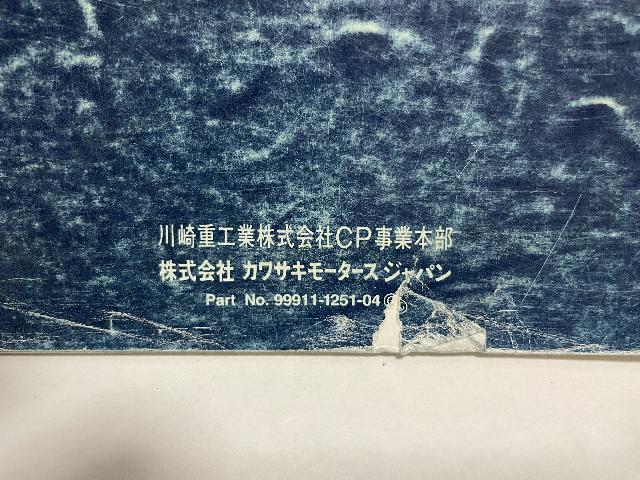 川崎重工業株式会社CP事業本部
株式会社 カワサキモータースジャパン
Part No. 99911-1251-04